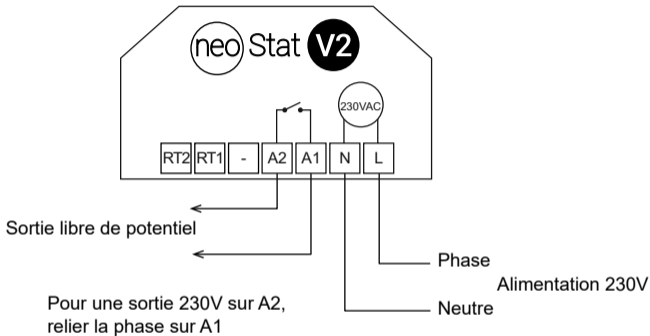 neo Stat V2
230VAC
RT2 RT1 - A2 A1 N L
Sortie libre de potentiel
Phase
Alimentation 230V
Neutre
Pour une sortie 230V sur A2,
relier la phase sur A1